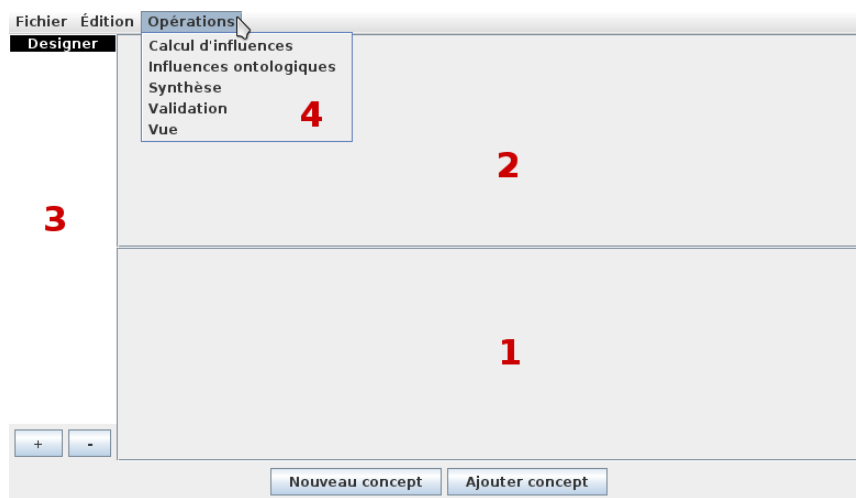 Fichier Édition Opérations
Designer
Calcul d'influences
Influences ontologiques
Synthèse
Validation
Vue
4
2
3
1
+ -
Nouveau concept Ajouter concept